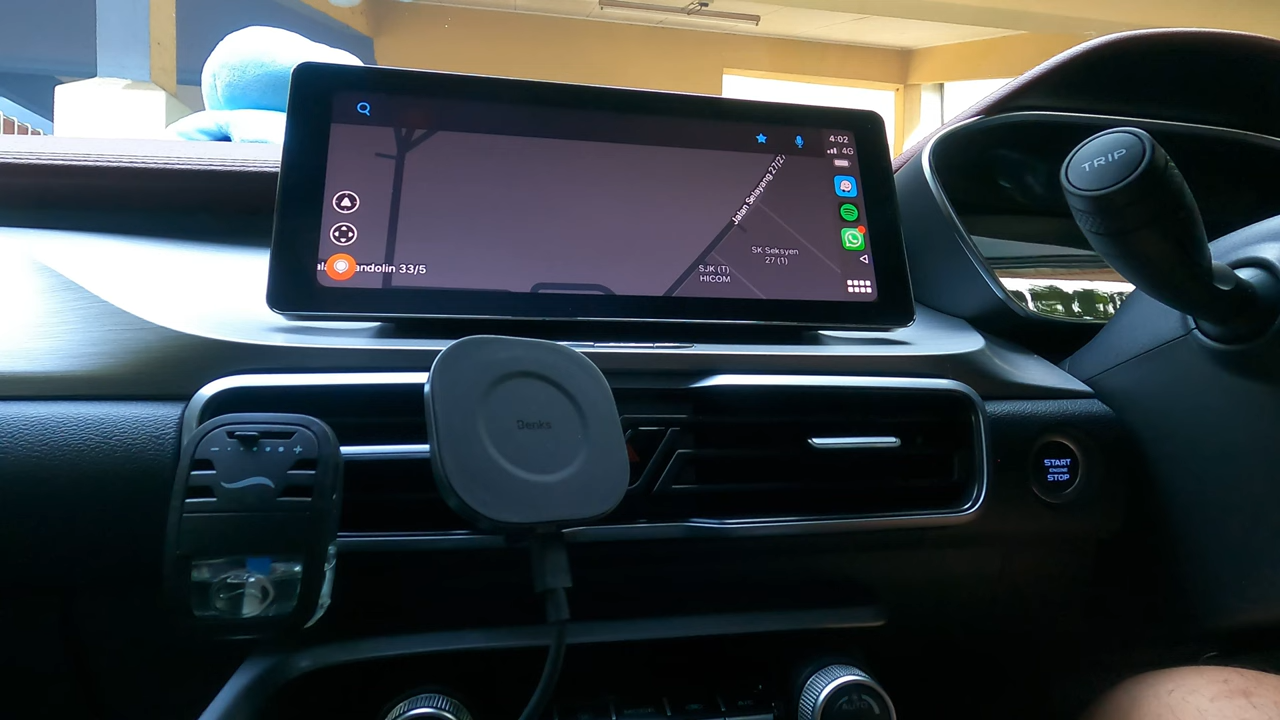 4:02
4G
Jalan Selayang 27/2
SK Seksyen
27 (1)
SJK (T)
HICOM
andolin 33/5
TRIP
START
ENGINE
STOP
Benks
AUTO